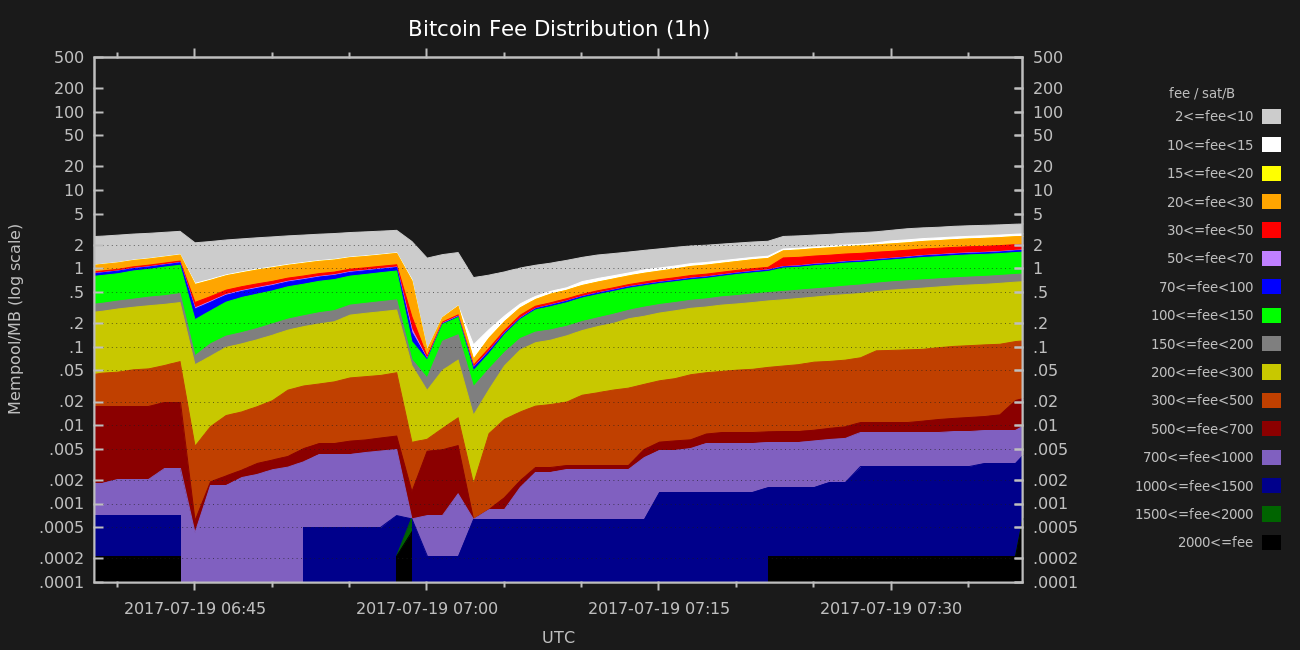 Bitcoin Fee Distribution (1h)
Mempool/MB (log scale)
500
200
100
50
20
10
5
2
1
.5
.2
.1
.05
.02
.01
.005
.002
.001
.0005
.0002
.0001
500
200
100
50
20
10
5
2
1
.5
.2
.1
.05
.02
.01
.005
.002
.001
.0005
.0002
.0001
fee / sat/B
2<=fee<10
10<=fee<15
15<=fee<20
20<=fee<30
30<=fee<50
50<=fee<70
70<=fee<100
100<=fee<150
150<=fee<200
200<=fee<300
300<=fee<500
500<=fee<700
700<=fee<1000
1000<=fee<1500
1500<=fee<2000
2000<=fee
2017-07-19 06:45 2017-07-19 07:00 2017-07-19 07:15 2017-07-19 07:30
UTC